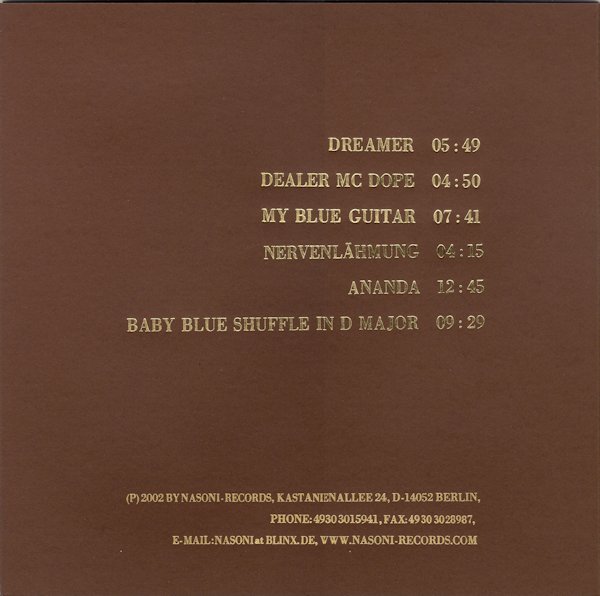 DREAMER 05:49
DEALER MC DOPE 04:50
MY BLUE GUITAR 07:41
NERVENLÄHMUNG 04:15
ANANDA 12:45
BABY BLUE SHUFFLE IN D MAJOR 09:29
(P) 2002 BY NASONI-RECORDS, KASTANIENALLEE 24, D-14052 BERLIN,
PHONE: 4930 3015941, FAX: 49 30 3028987,
E-MAIL: NASONI at BLINX.DE, WWW.NASONI-RECORDS.COM